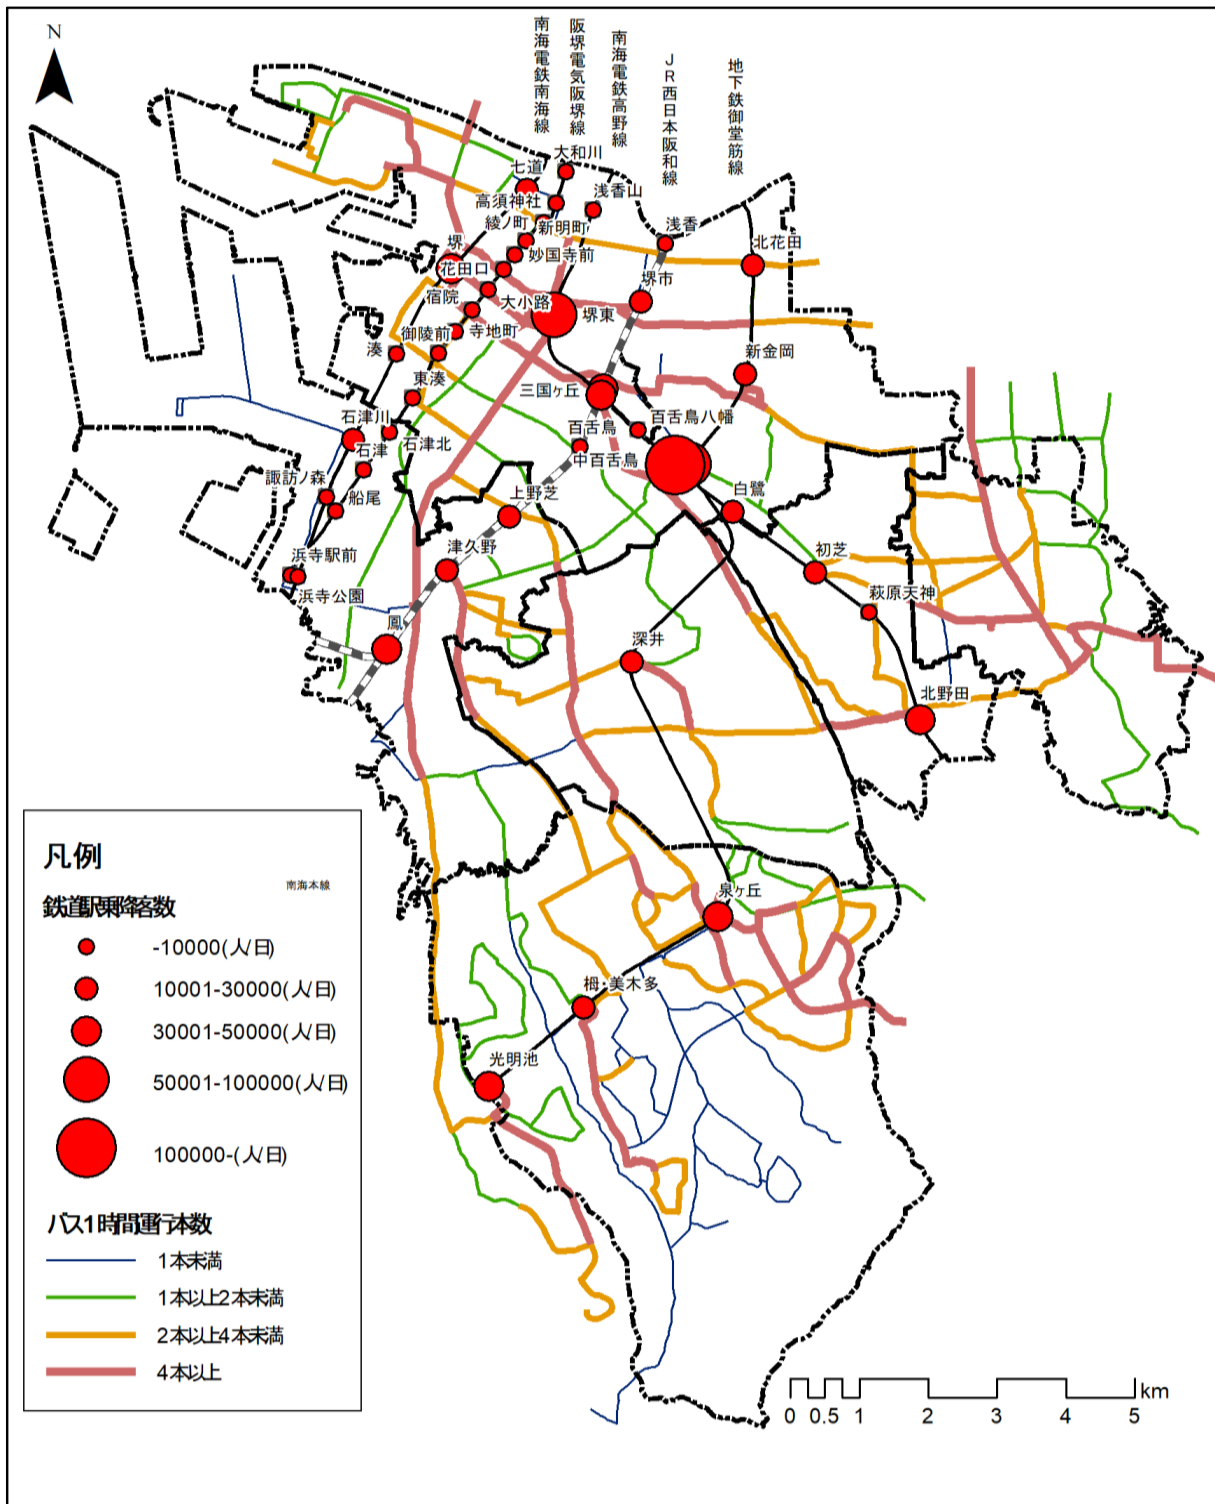 N
南海電鉄南海線
阪堺電気阪堺線
南海電鉄高野線
JR西日本阪和線
地下鉄御堂筋線
大和川
七道
浅香山
高須神社
綾ノ町
新明町
浅香
堺
妙国寺前
北花田
花田口
堺市
宿院
大小路
堺東
御陵前
寺地町
湊
新金岡
東湊
三国ヶ丘
百舌鳥八幡
石津川
百舌鳥
石津北
石津
中百舌鳥
諏訪ノ森
白鷺
船尾
上野芝
津久野
初芝
浜寺駅前
萩原天神
浜寺公園
鳳
深井
北野田
泉ヶ丘
栂・美木多
光明池
凡例
南海本線
鉄道駅乗降客数
-10000(人/日)
10001-30000(人/日)
30001-50000(人/日)
50001-100000(人/日)
100000-(人/日)
バス1時間運行本数
1本未満
1本以上2本未満
2本以上4本未満
4本以上
km
0 0.5 1 2 3 4 5